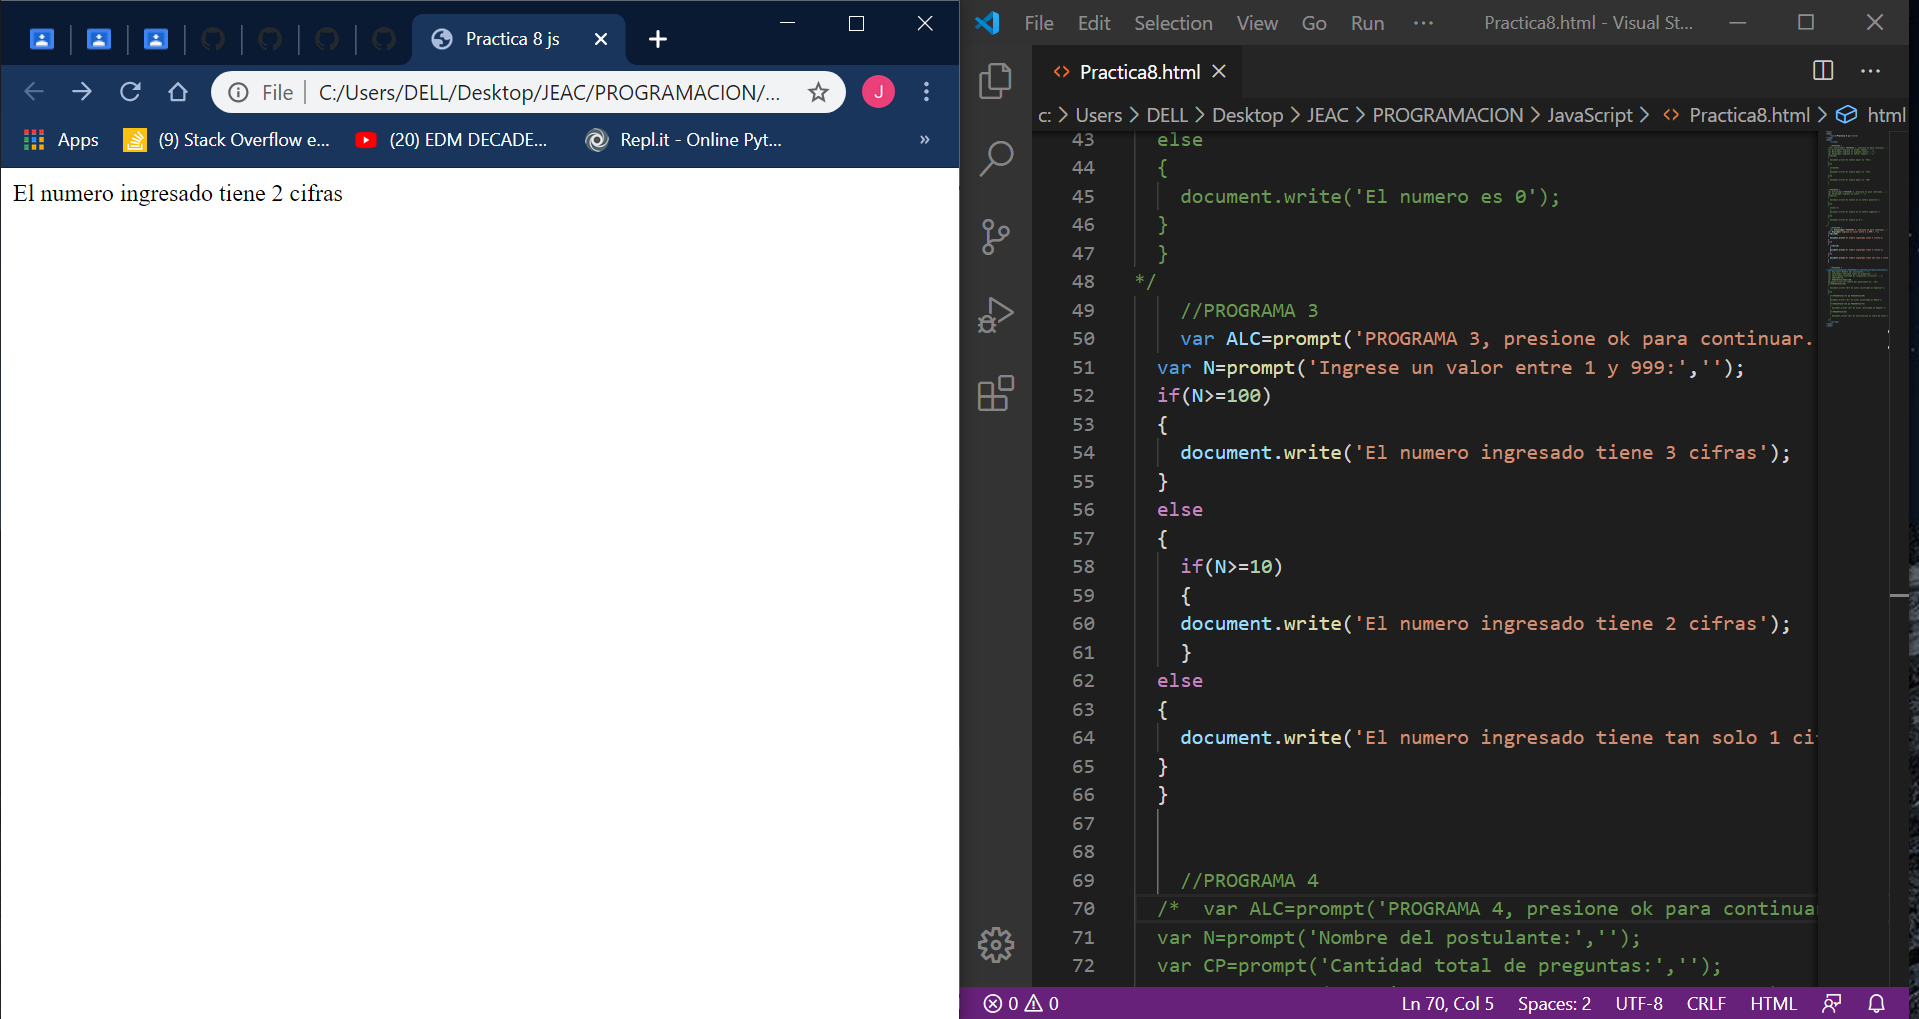 Practica 8 js
File C:/Users/DELL/Desktop/JEAC/PROGRAMACION/... J
Apps (9) Stack Overflow e... (20) EDM DECADE... Repl.it - Online Pyt... »
El numero ingresado tiene 2 cifras
File Edit Selection View Go Run ··· Practica8.html - Visual St...
<> Practica8.html
c: > Users > DELL > Desktop > JEAC > PROGRAMACION > JavaScript > <> Practica8.html > html
43 else
44 {
45 document.write('El numero es 0');
46 }
47 }
48 */
49 //PROGRAMA 3
50 var ALC=prompt('PROGRAMA 3, presione ok para continuar.
51 var N=prompt('Ingrese un valor entre 1 y 999:','');
52 if(N>=100)
53 {
54 document.write('El numero ingresado tiene 3 cifras');
55 }
56 else
57 {
58 if(N>=10)
59 {
60 document.write('El numero ingresado tiene 2 cifras');
61 }
62 else
63 {
64 document.write('El numero ingresado tiene tan solo 1 ci
65 }
66 }
67
68
69 //PROGRAMA 4
70 /* var ALC=prompt('PROGRAMA 4, presione ok para continua
71 var N=prompt('Nombre del postulante:','');
72 var CP=prompt('Cantidad total de preguntas:','');
0 0 Ln 70, Col 5 Spaces: 2 UTF-8 CRLF HTML